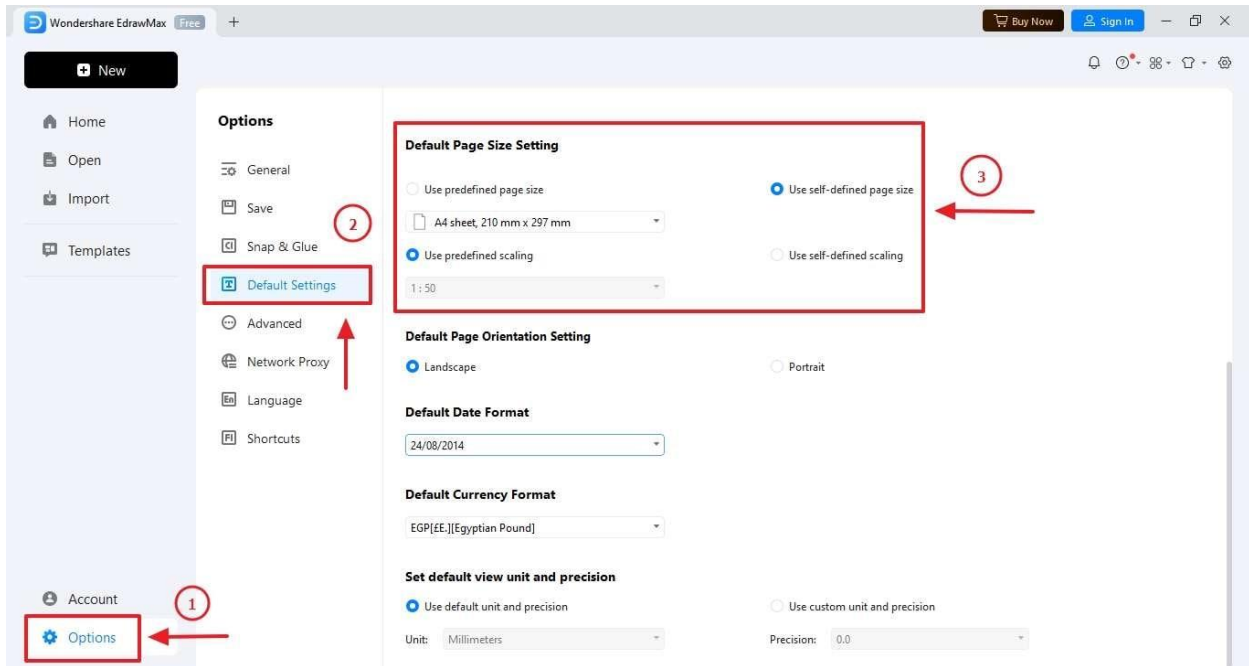 Wondershare EdrawMax Free +
Buy Now
Sign In
New
Home
Open
Import
Templates
Account
1
Options
Options
General
Save
2
CI Snap & Glue
T Default Settings
Advanced
Network Proxy
En Language
FI Shortcuts
Default Page Size Setting
3
Use predefined page size Use self-defined page size
A4 sheet, 210 mm x 297 mm
Use predefined scaling Use self-defined scaling
1 : 50
Default Page Orientation Setting
Landscape Portrait
Default Date Format
24/08/2014
Default Currency Format
EGP[£E.][Egyptian Pound]
Set default view unit and precision
Use default unit and precision Use custom unit and precision
Unit: Millimeters Precision: 0.0